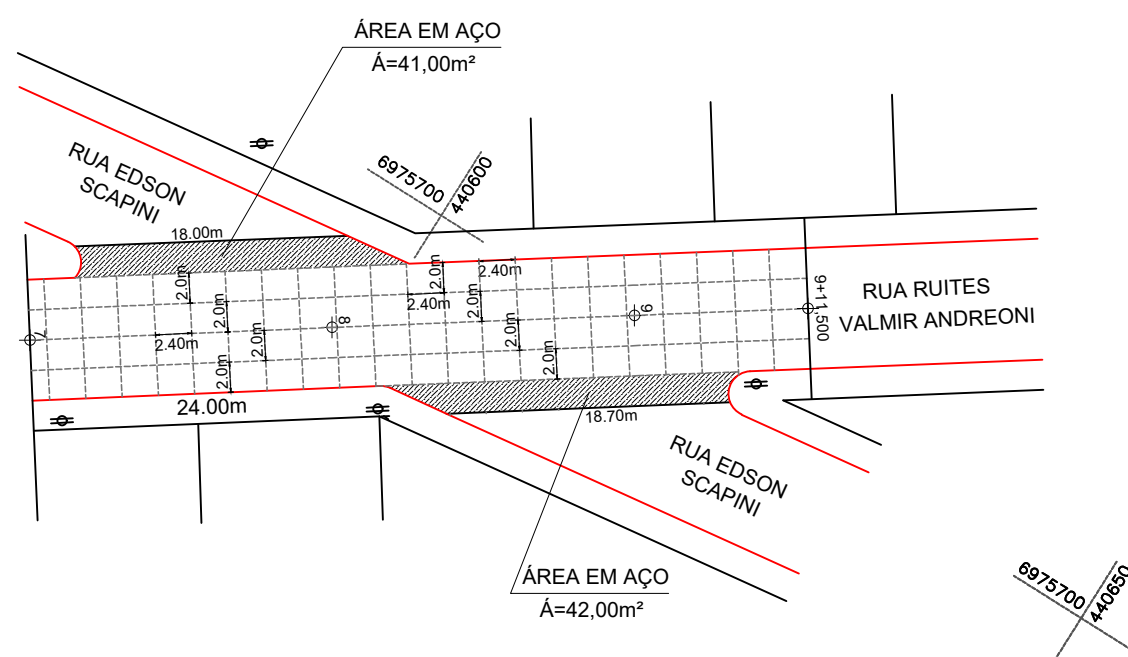 ÁREA EM AÇO
Á=41,00m²
RUA EDSON
SCAPINI
6975700
440600
18.00m
2.0m
2.0m
2.40m
2.0m
2.40m
2.0m
2.0m
8
9
9+11,500
RUA RUITES
VALMIR ANDREONI
7
2.40m
2.0m
2.0m
2.0m
2.0m
24.00m
18.70m
RUA EDSON
SCAPINI
ÁREA EM AÇO
Á=42,00m²
6975700
440650